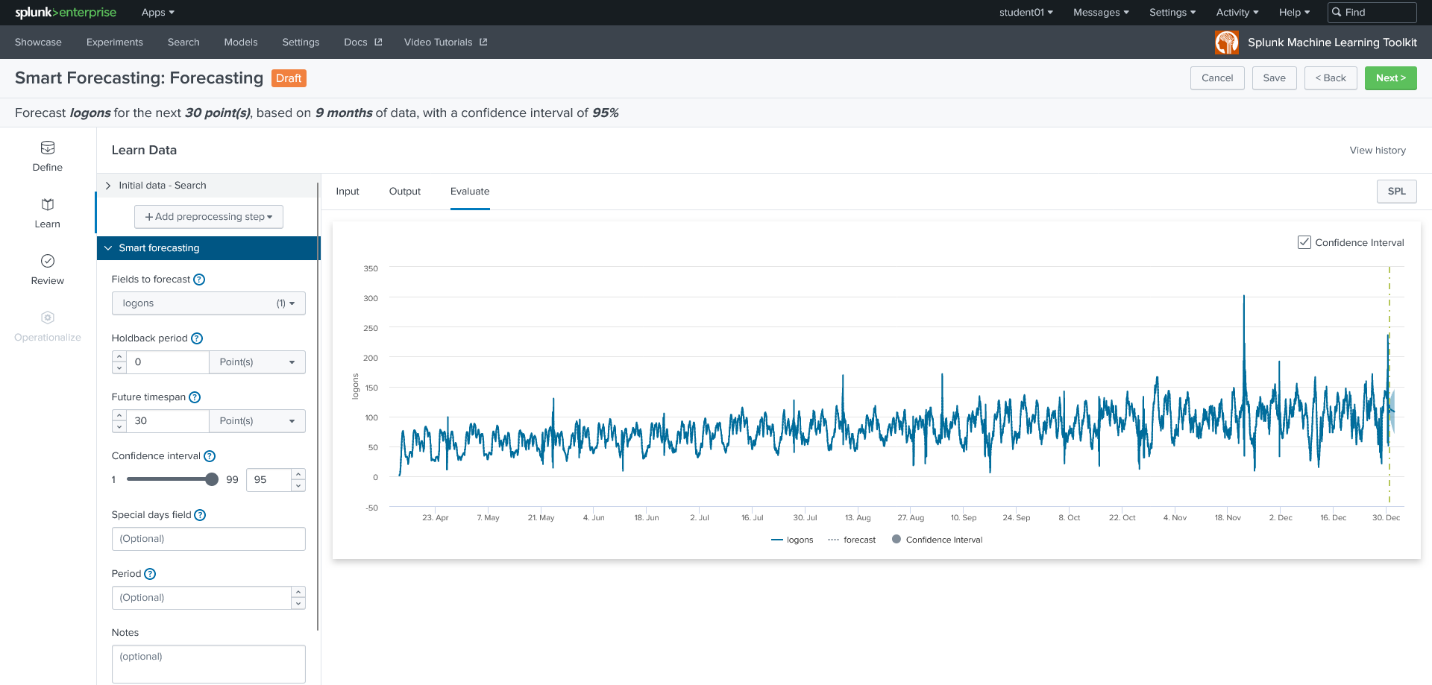 splunk>enterprise Apps student01 Messages Settings Activity Help Find
Showcase Experiments Search Models Settings Docs Video Tutorials Splunk Machine Learning Toolkit
Smart Forecasting: Forecasting Draft Cancel Save < Back Next >
Forecast logons for the next 30 point(s), based on 9 months of data, with a confidence interval of 95%
Define
Learn
Review
Operationalize
Learn Data View history
Initial data - Search
+ Add preprocessing step
Smart forecasting
Fields to forecast ?
logons (1)
Holdback period ?
0 Point(s)
Future timespan ?
30 Point(s)
Confidence interval ?
1 99 95
Special days field ?
(Optional)
Period ?
(Optional)
Notes
(optional)
Input Output Evaluate SPL
Confidence Interval
logons
350
300
250
200
150
100
50
0
-50
23. Apr 7. May 21. May 4. Jun 18. Jun 2. Jul 16. Jul 30. Jul 13. Aug 27. Aug 10. Sep 24. Sep 8. Oct 22. Oct 4. Nov 18. Nov 2. Dec 16. Dec 30. Dec
logons forecast Confidence Interval